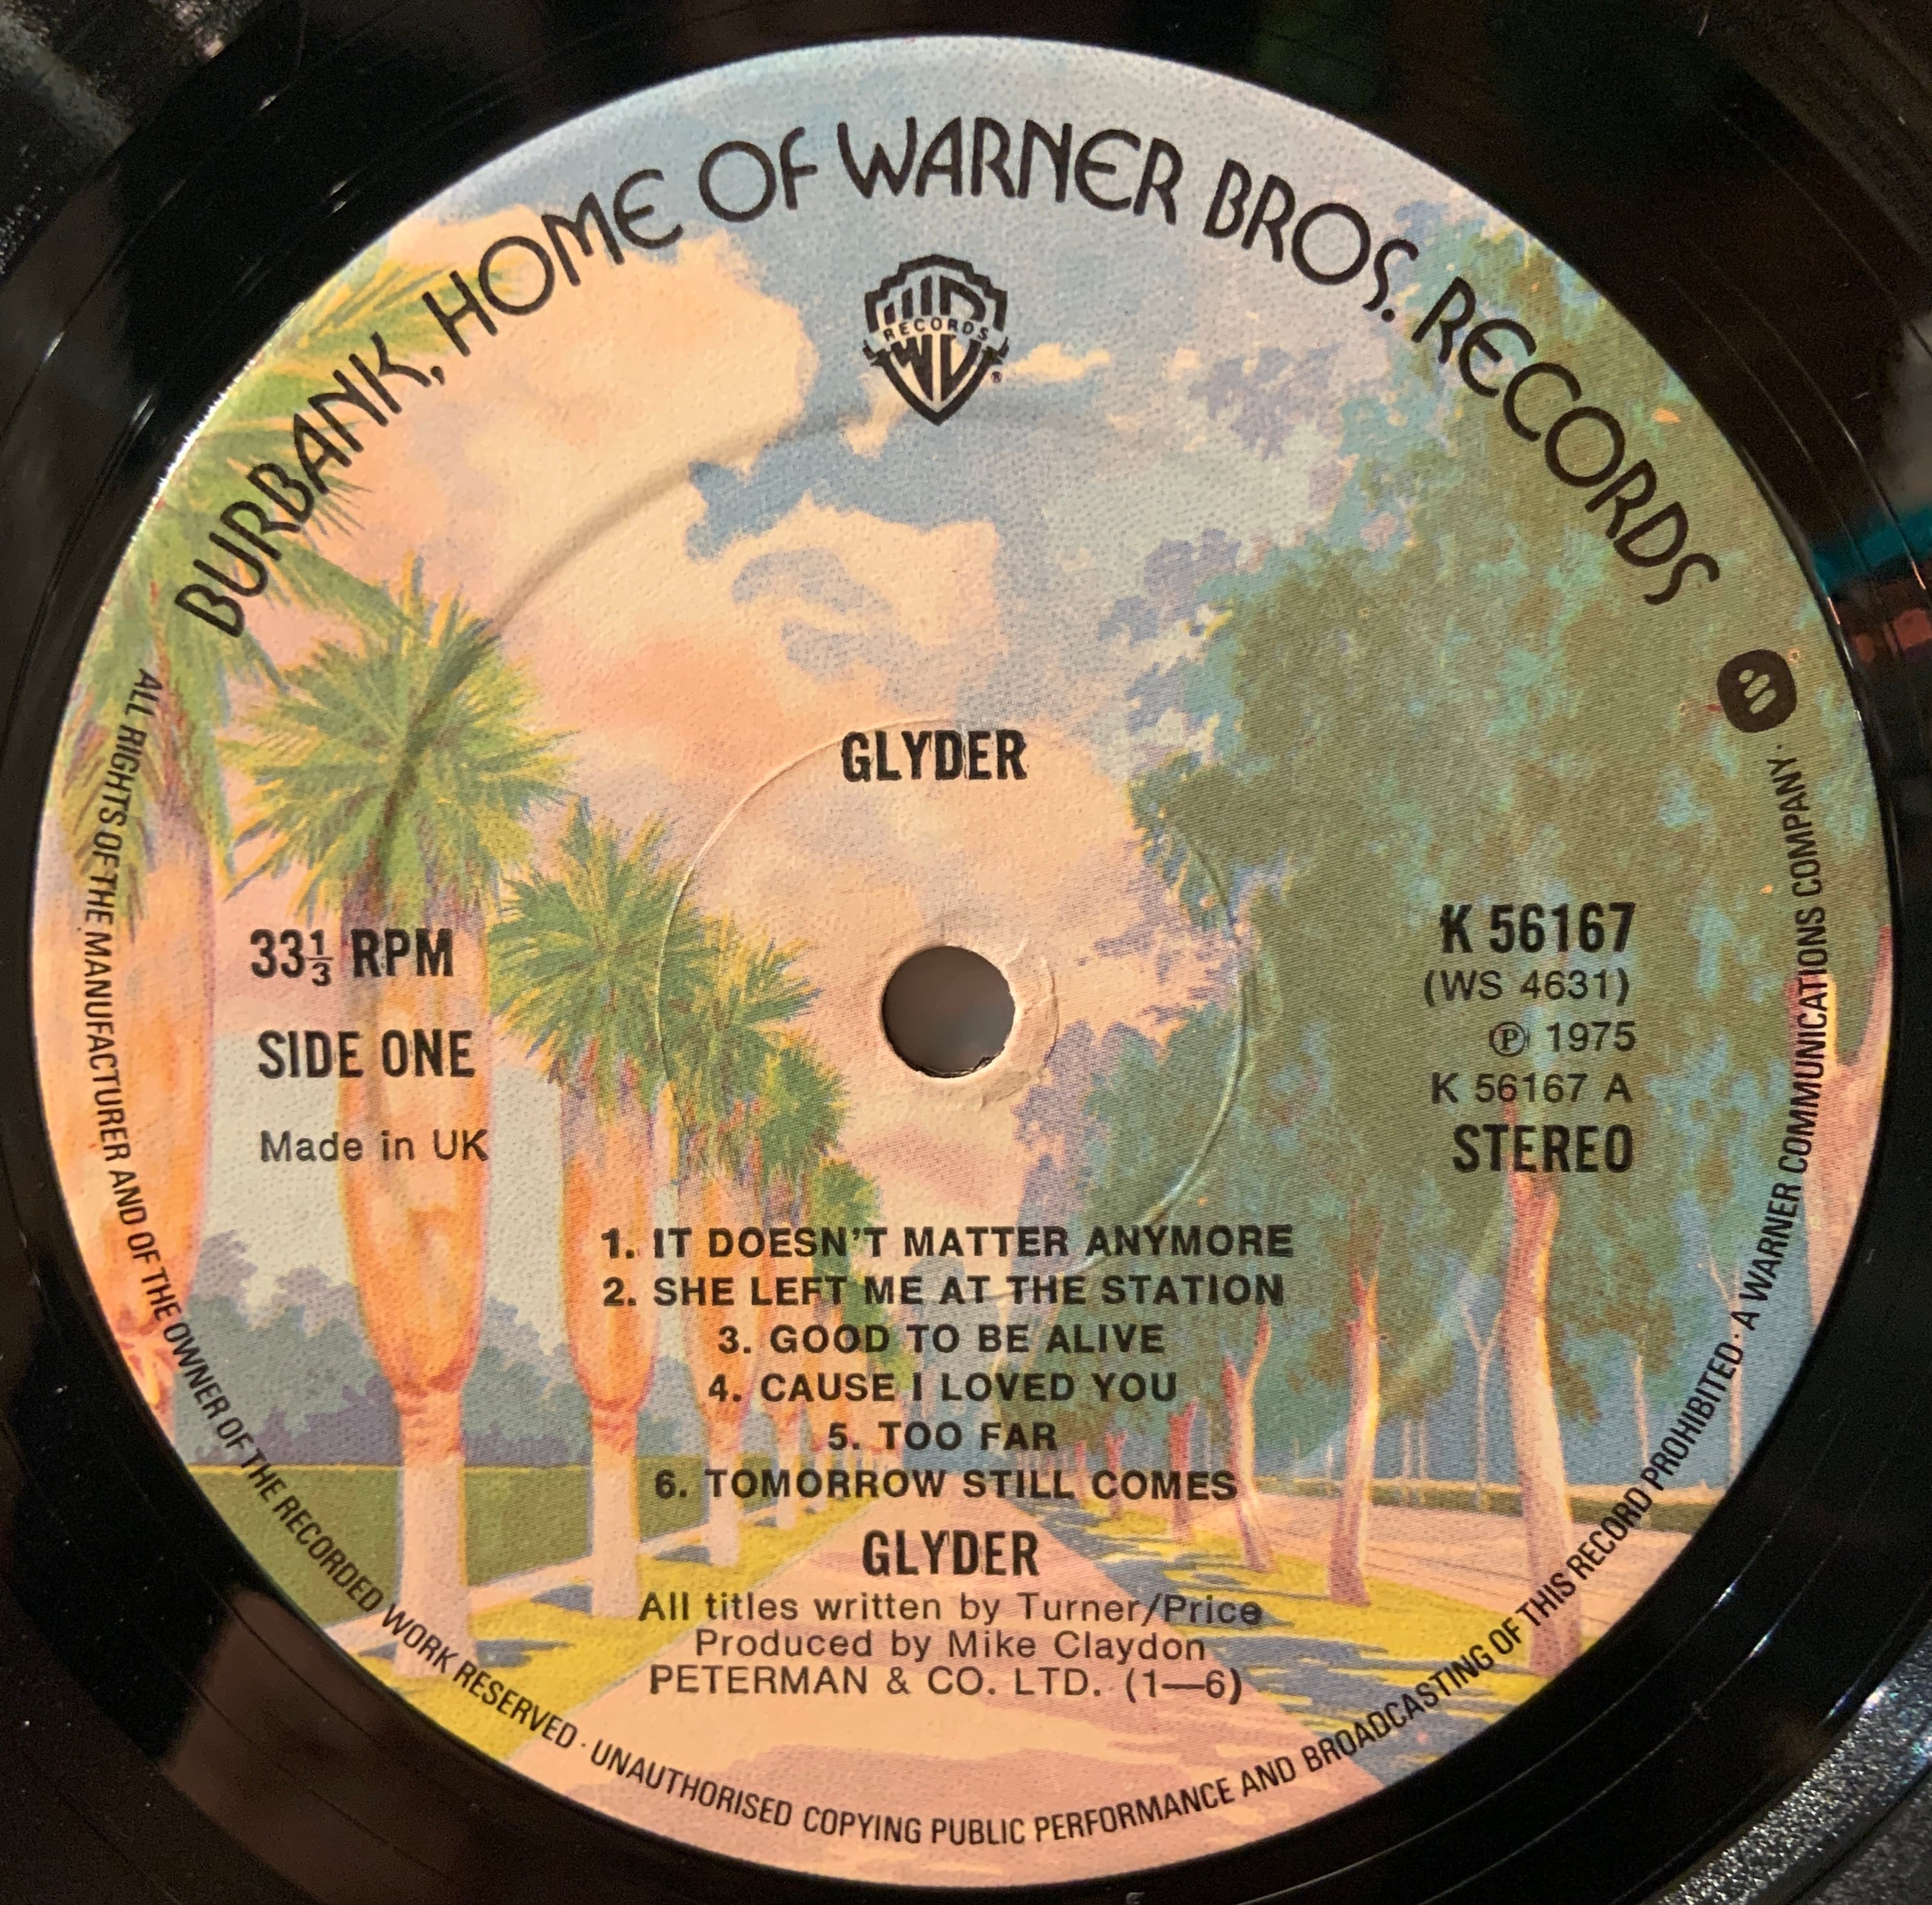 BURBANK, HOME OF WARNER BROS. RECORDS
RECORDS
®
GLYDER
33⅓ RPM
SIDE ONE
Made in UK
K 56167
(WS 4631)
℗ 1975
K 56167 A
STEREO
1. IT DOESN'T MATTER ANYMORE
2. SHE LEFT ME AT THE STATION
3. GOOD TO BE ALIVE
4. CAUSE I LOVED YOU
5. TOO FAR
6. TOMORROW STILL COMES
GLYDER
All titles written by Turner/Price
Produced by Mike Claydon
PETERMAN & CO. LTD. (1—6)
ALL RIGHTS OF THE MANUFACTURER AND OF THE OWNER OF THE RECORDED WORK RESERVED · UNAUTHORISED COPYING PUBLIC PERFORMANCE AND BROADCASTING OF THIS RECORD PROHIBITED · A WARNER COMMUNICATIONS COMPANY ·